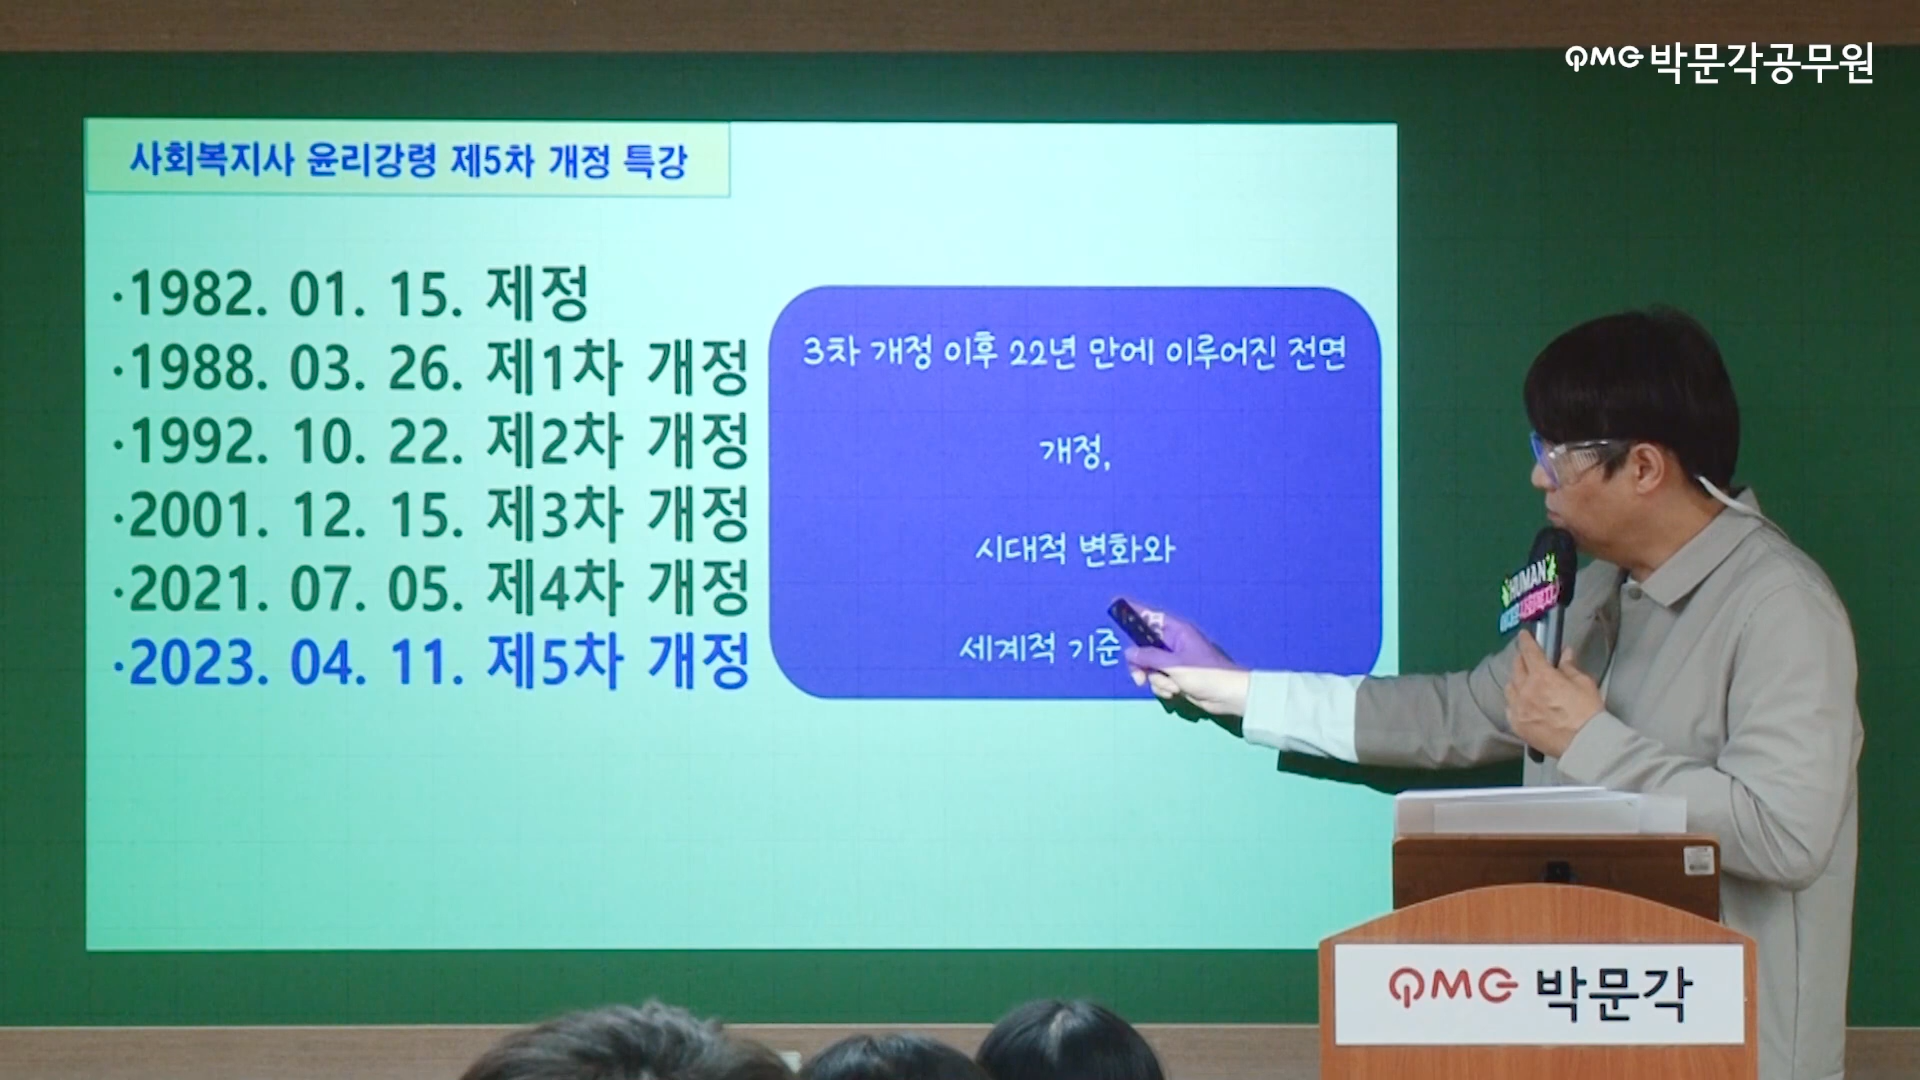 PMG 박문각공무원
사회복지사 윤리강령 제5차 개정 특강
·1982. 01. 15. 제정
·1988. 03. 26. 제1차 개정
·1992. 10. 22. 제2차 개정
·2001. 12. 15. 제3차 개정
·2021. 07. 05. 제4차 개정
·2023. 04. 11. 제5차 개정
3차 개정 이후 22년 만에 이루어진 전면
개정,
시대적 변화와
세계적 기준
HUMAN
PMG 박문각